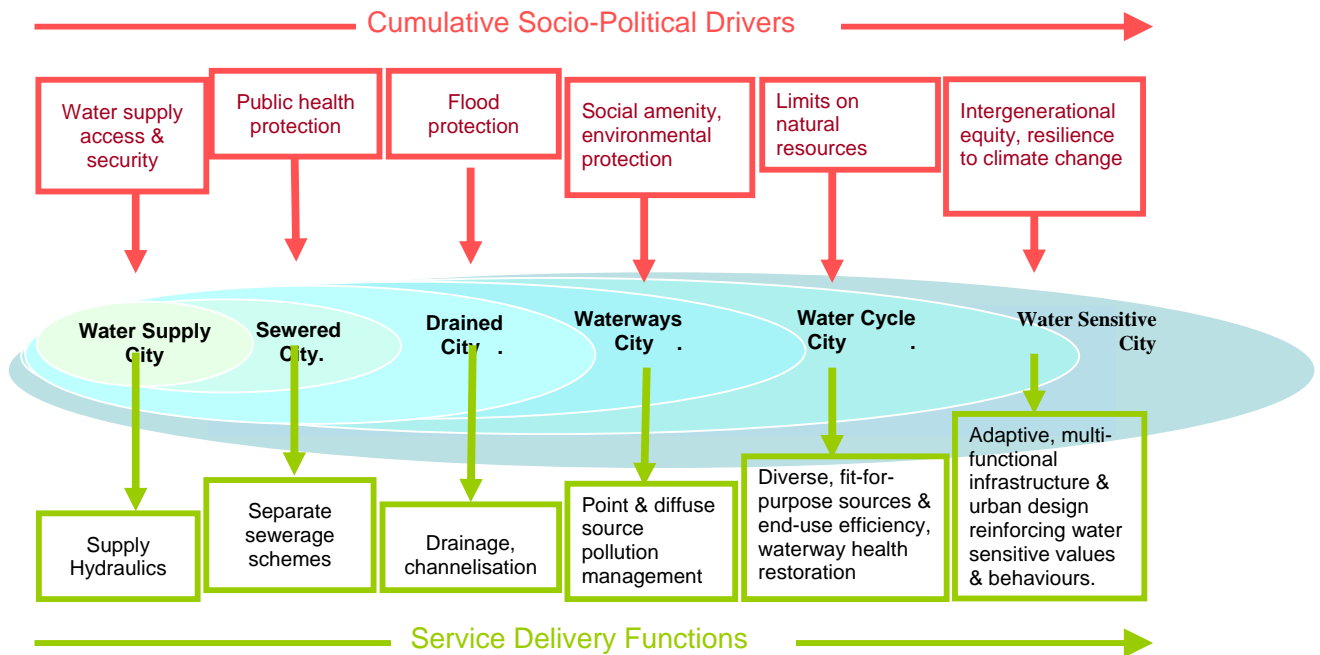 Cumulative Socio-Political Drivers
Water supply
access &
security
Public health
protection
Flood
protection
Social amenity,
environmental
protection
Limits on
natural
resources
Intergenerational
equity, resilience
to climate change
Water Supply
City
Sewered
City.
Drained
City .
Waterways
City .
Water Cycle
City .
Water Sensitive
City
Supply
Hydraulics
Separate
sewerage
schemes
Drainage,
channelisation
Point & diffuse
source
pollution
management
Diverse, fit-for-
purpose sources &
end-use efficiency,
waterway health
restoration
Adaptive, multi-
functional
infrastructure &
urban design
reinforcing water
sensitive values
& behaviours.
Service Delivery Functions